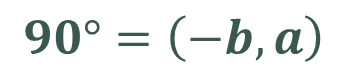 90° = (−b, a)